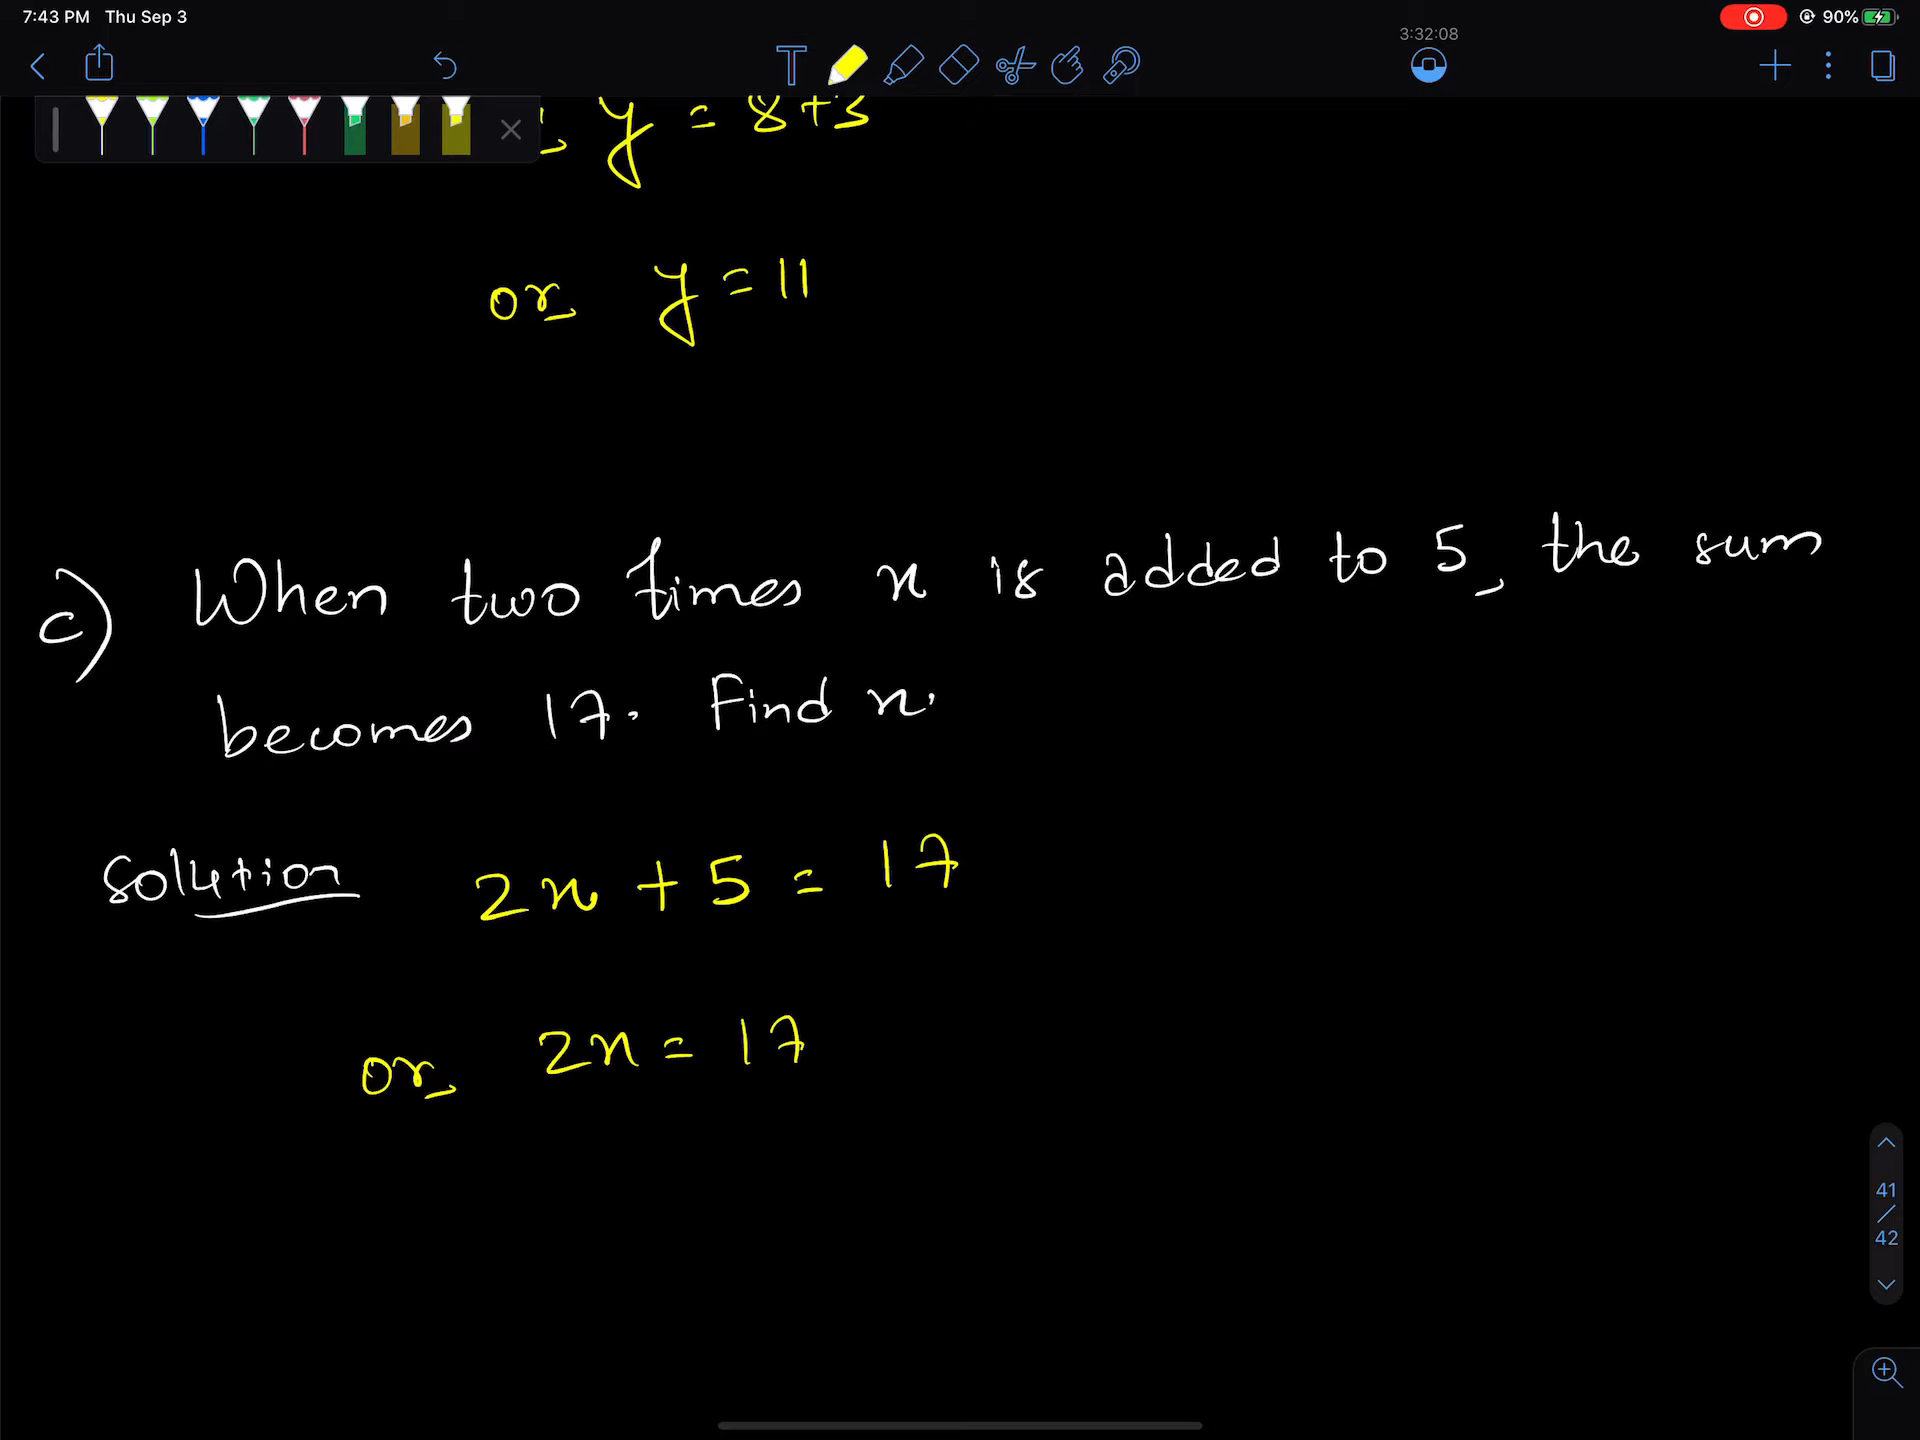 7:43 PM Thu Sep 3
90%
3:32:08
y = 8+3
or, y = 11
c) When two times x is added to 5, the sum
becomes 17. Find x.
Solution 2x + 5 = 17
or, 2x = 17
41
/
42